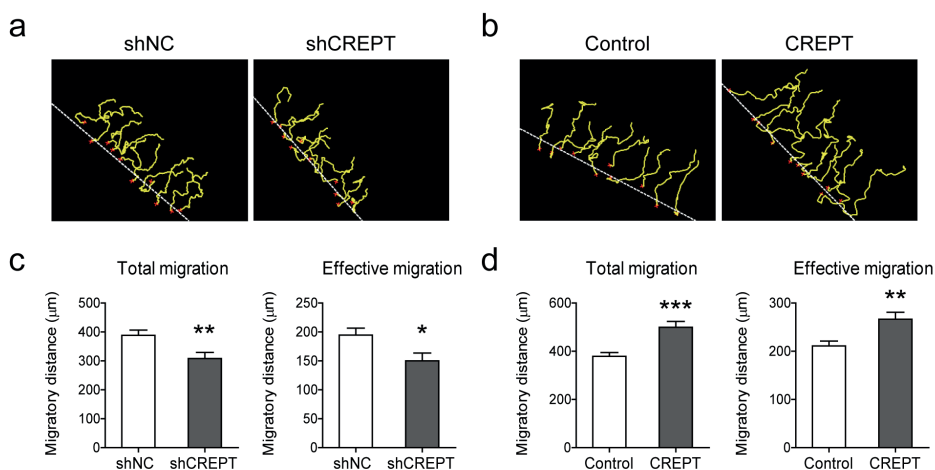 a
shNC
shCREPT
b
Control
CREPT
c
Total migration
Migratory distance (μm)
500
400
300
200
100
0
**
shNC
shCREPT
Effective migration
Migratory distance (μm)
250
200
150
100
50
0
*
shNC
shCREPT
d
Total migration
Migratory distance (μm)
600
400
200
0
***
Control
CREPT
Effective migration
Migratory distance (μm)
300
200
100
0
**
Control
CREPT